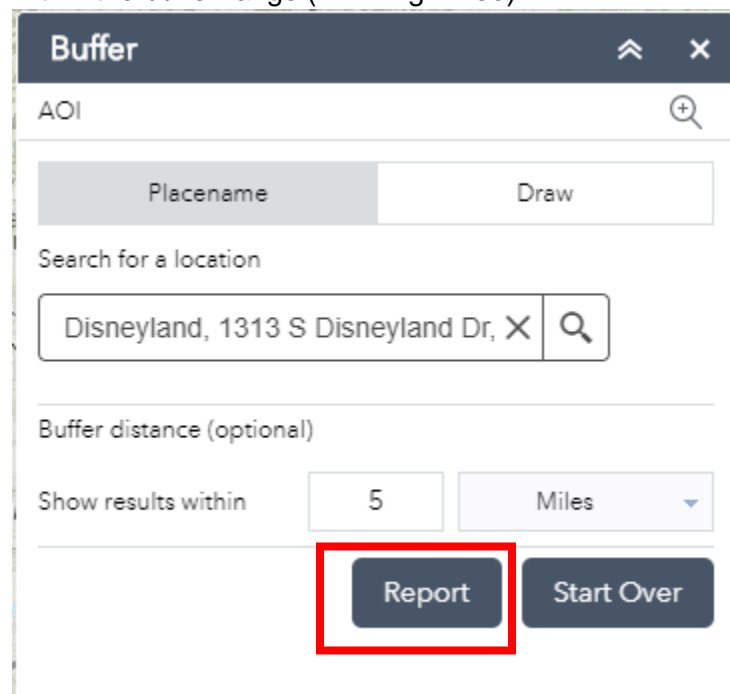 Buffer
AOI
Placename Draw
Search for a location
Disneyland, 1313 S Disneyland Dr,
Buffer distance (optional)
Show results within 5 Miles
Report Start Over